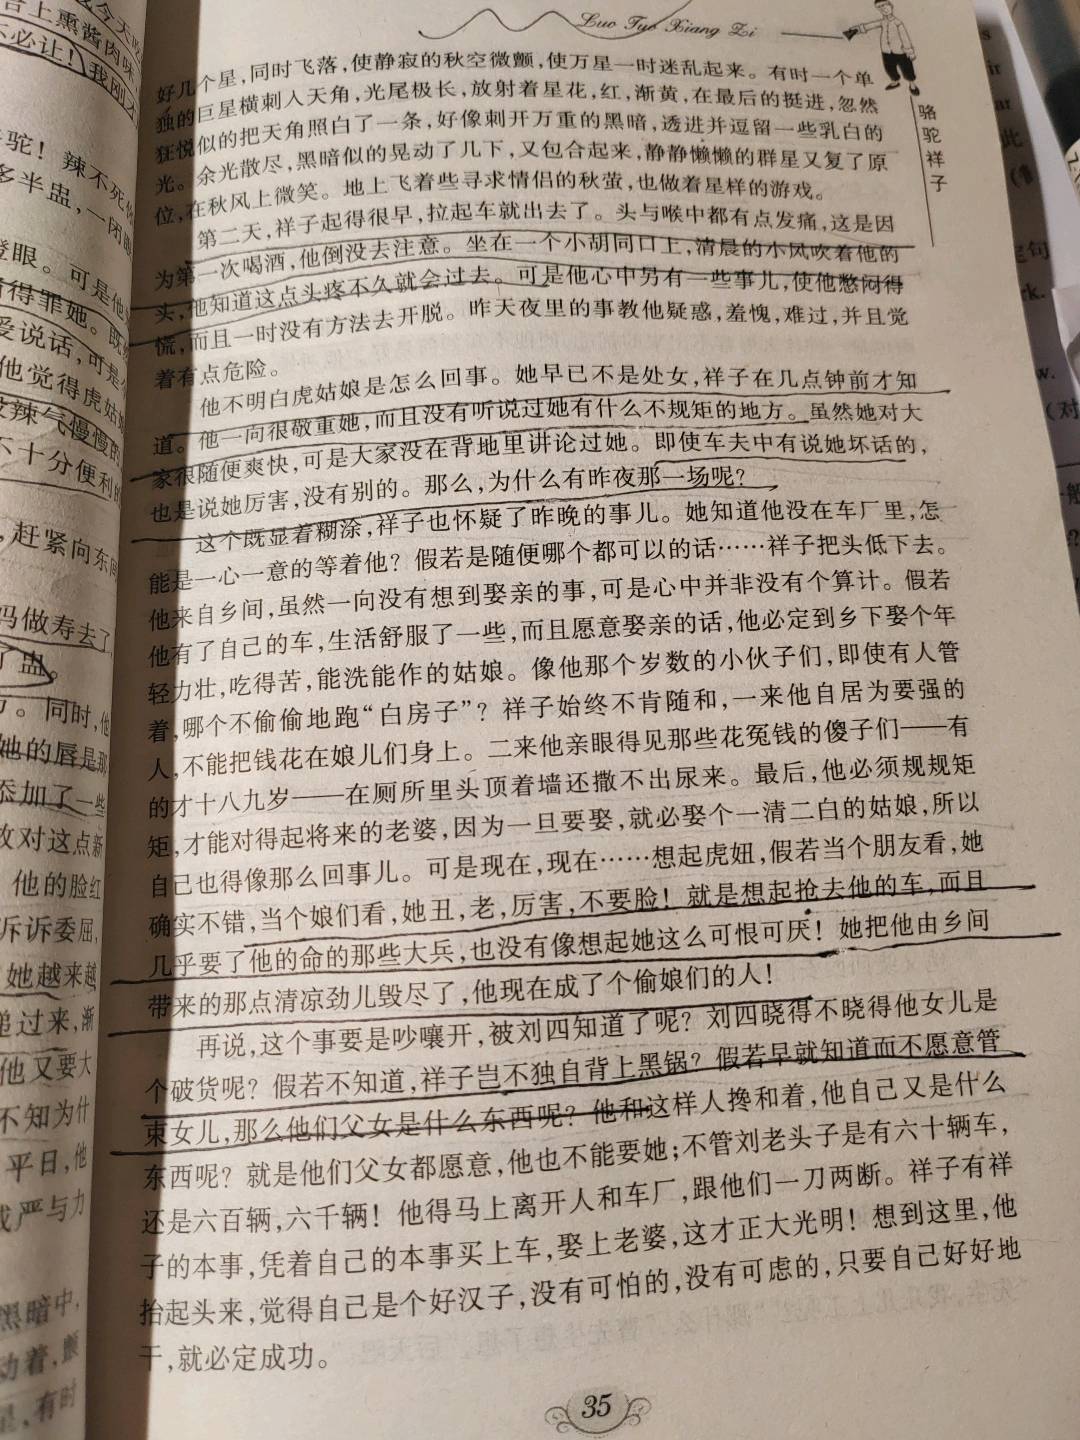 Luo Tuo Xiang Zi
骆驼祥子
好几个星,同时飞落,使静寂的秋空微颤,使万星一时迷乱起来。有时一个单
独的巨星横刺入天角,光尾极长,放射着星花,红,渐黄,在最后的挺进,忽然
狂悦似的把天角照白了一条,好像刺开万重的黑暗,透进并逗留一些乳白的
光。余光散尽,黑暗似的晃动了几下,又包合起来,静静懒懒的群星又复了原
位,在秋风上微笑。地上飞着些寻求情侣的秋萤,也做着星样的游戏。
第二天,祥子起得很早,拉起车就出去了。头与喉中都有点发痛,这是因
为第一次喝酒,他倒没去注意。坐在一个小胡同口上,清晨的小风吹着他的
头,他知道这点头疼不久就会过去。可是他心中另有一些事儿,使他憋闷得
慌,而且一时没有方法去开脱。昨天夜里的事教他疑惑,羞愧,难过,并且觉
着有点危险。
他不明白虎姑娘是怎么回事。她早已不是处女,祥子在几点钟前才知
道。他一向很敬重她,而且没有听说过她有什么不规矩的地方。虽然她对大
家很随便爽快,可是大家没在背地里讲论过她。即使车夫中有说她坏话的,
也是说她厉害,没有别的。那么,为什么有昨夜那一场呢?
这个既显着糊涂,祥子也怀疑了昨晚的事儿。她知道他没在车厂里,怎
能是一心一意的等着他?假若是随便哪个都可以的话……祥子把头低下去。
他来自乡间,虽然一向没有想到娶亲的事,可是心中并非没有个算计。假若
他有了自己的车,生活舒服了一些,而且愿意娶亲的话,他必定到乡下娶个年
轻力壮,吃得苦,能洗能作的姑娘。像他那个岁数的小伙子们,即使有人管
着,哪个不偷偷地跑“白房子”?祥子始终不肯随和,一来他自居为要强的
人,不能把钱花在娘儿们身上。二来他亲眼得见那些花冤钱的傻子们——有
的才十八九岁——在厕所里头顶着墙还撒不出尿来。最后,他必须规规矩
矩,才能对得起将来的老婆,因为一旦要娶,就必娶个一清二白的姑娘,所以
自己也得像那么回事儿。可是现在,现在……想起虎妞,假若当个朋友看,她
确实不错,当个娘们看,她丑,老,厉害,不要脸!就是想起抢去他的车,而且
几乎要了他的命的那些大兵,也没有像想起她这么可恨可厌!她把他由乡间
带来的那点清凉劲儿毁尽了,他现在成了个偷娘们的人!
再说,这个事要是吵嚷开,被刘四知道了呢?刘四晓得不晓得他女儿是
个破货呢?假若不知道,祥子岂不独自背上黑锅?假若早就知道而不愿意管
束女儿,那么他们父女是什么东西呢?他和这样人搀和着,他自己又是什么
东西呢?就是他们父女都愿意,他也不能要她;不管刘老头子是有六十辆车,
还是六百辆,六千辆!他得马上离开人和车厂,跟他们一刀两断。祥子有祥
子的本事,凭着自己的本事买上车,娶上老婆,这才正大光明!想到这里,他
抬起头来,觉得自己是个好汉子,没有可怕的,没有可虑的,只要自己好好地
干,就必定成功。
35